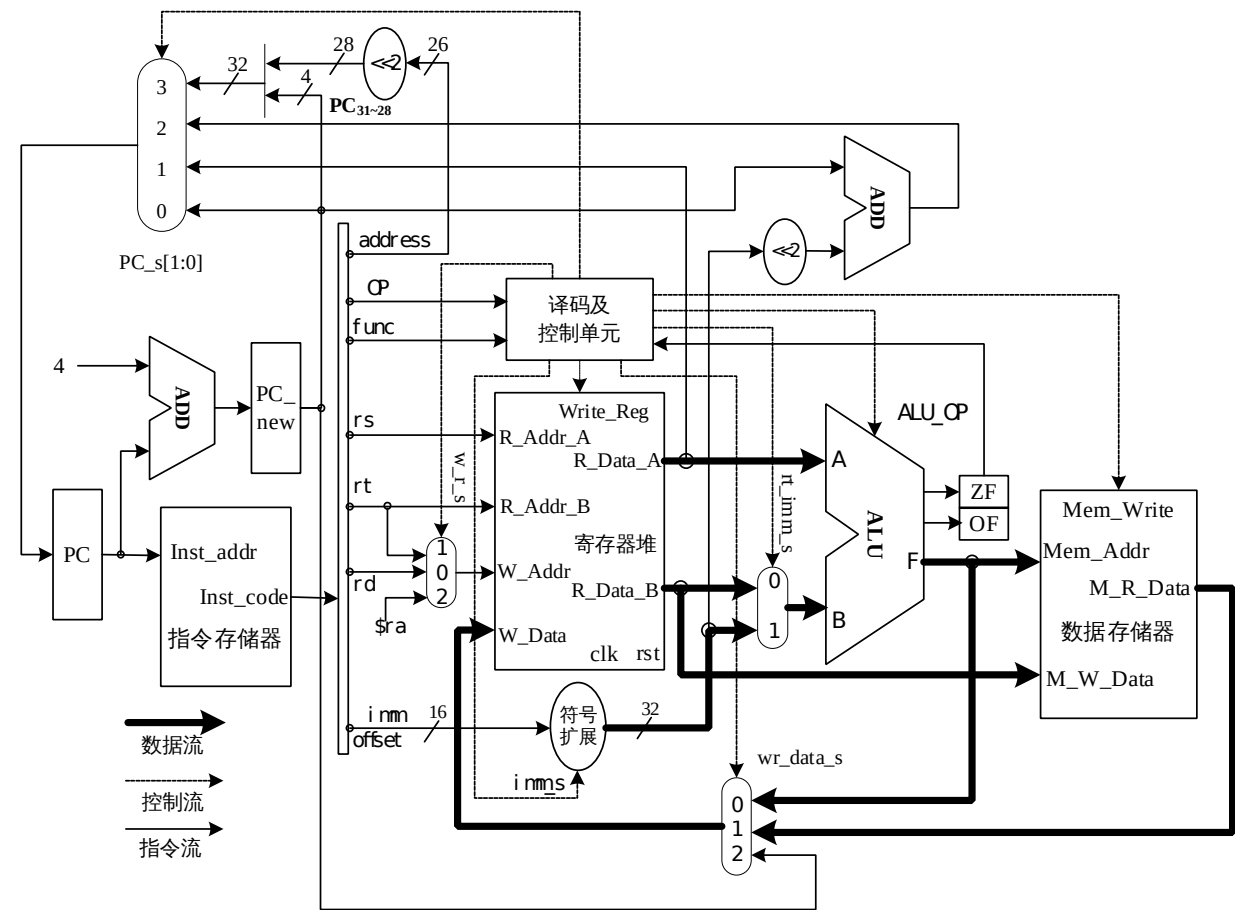 28
26
≪2
32
4
3
PC31~28
2
1
0
ADD
PC_s[1:0]
address
≪2
OP
func
译码及
控制单元
4
ADD
PC_
new
Write_Reg
ALU_OP
rs
R_Addr_A
R_Data_A
w_r_s
rt_imm_s
A
rt
R_Addr_B
ALU
ZF
OF
Mem_Write
PC
Inst_addr
寄存器堆
1
0
2
rd
W_Addr
R_Data_B
0
1
F
Mem_Addr
M_R_Data
Inst_code
指令存储器
$ra
W_Data
B
数据存储器
clk rst
M_W_Data
imm
offset
16
符号
扩展
32
数据流
imm_s
wr_data_s
控制流
0
1
2
指令流